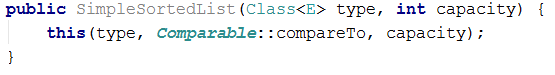 public SimpleSortedList(Class<E> type, int capacity) {
    this(type, Comparable::compareTo, capacity);
}